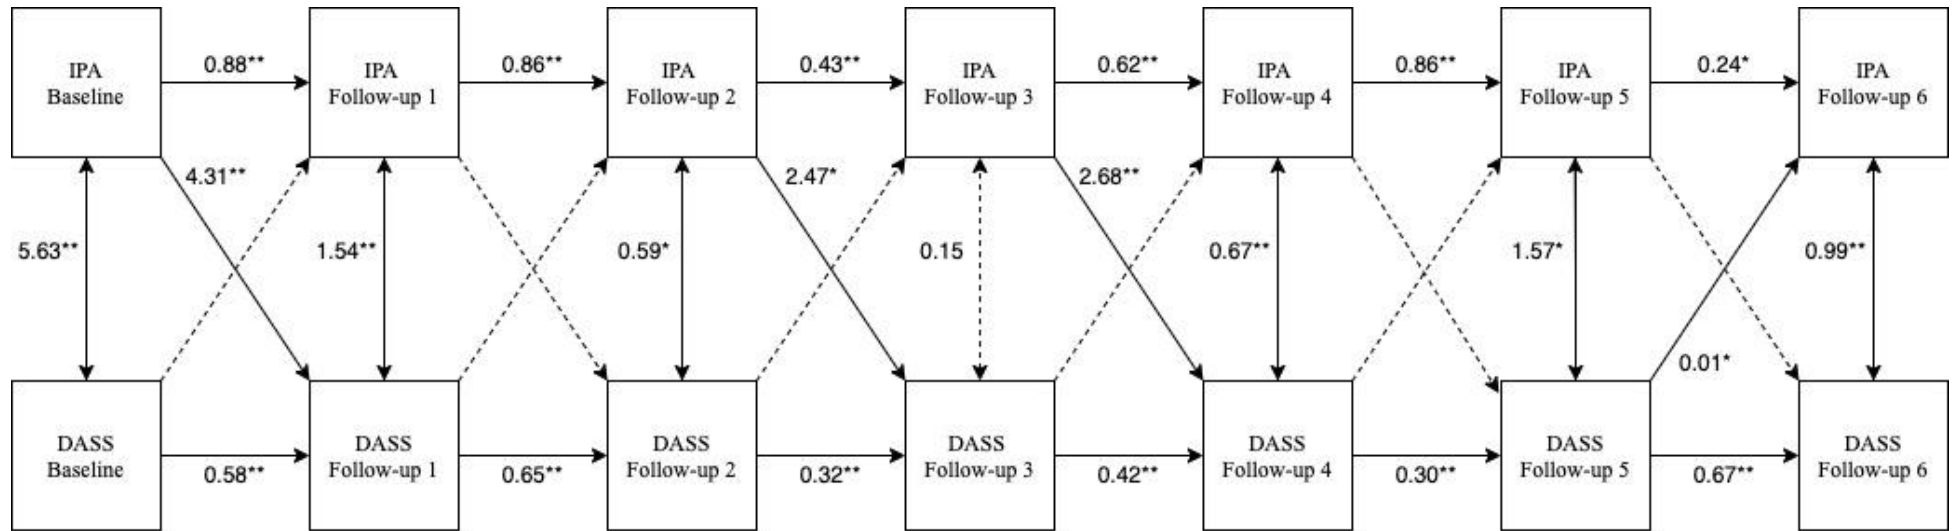 0.88**
0.86**
0.43**
0.62**
0.86**
0.24*
IPA
Baseline
IPA
Follow-up 1
IPA
Follow-up 2
IPA
Follow-up 3
IPA
Follow-up 4
IPA
Follow-up 5
IPA
Follow-up 6
4.31**
2.47*
2.68**
5.63**
1.54**
0.59*
0.15
0.67**
1.57*
0.99**
0.01*
DASS
Baseline
DASS
Follow-up 1
DASS
Follow-up 2
DASS
Follow-up 3
DASS
Follow-up 4
DASS
Follow-up 5
DASS
Follow-up 6
0.58**
0.65**
0.32**
0.42**
0.30**
0.67**